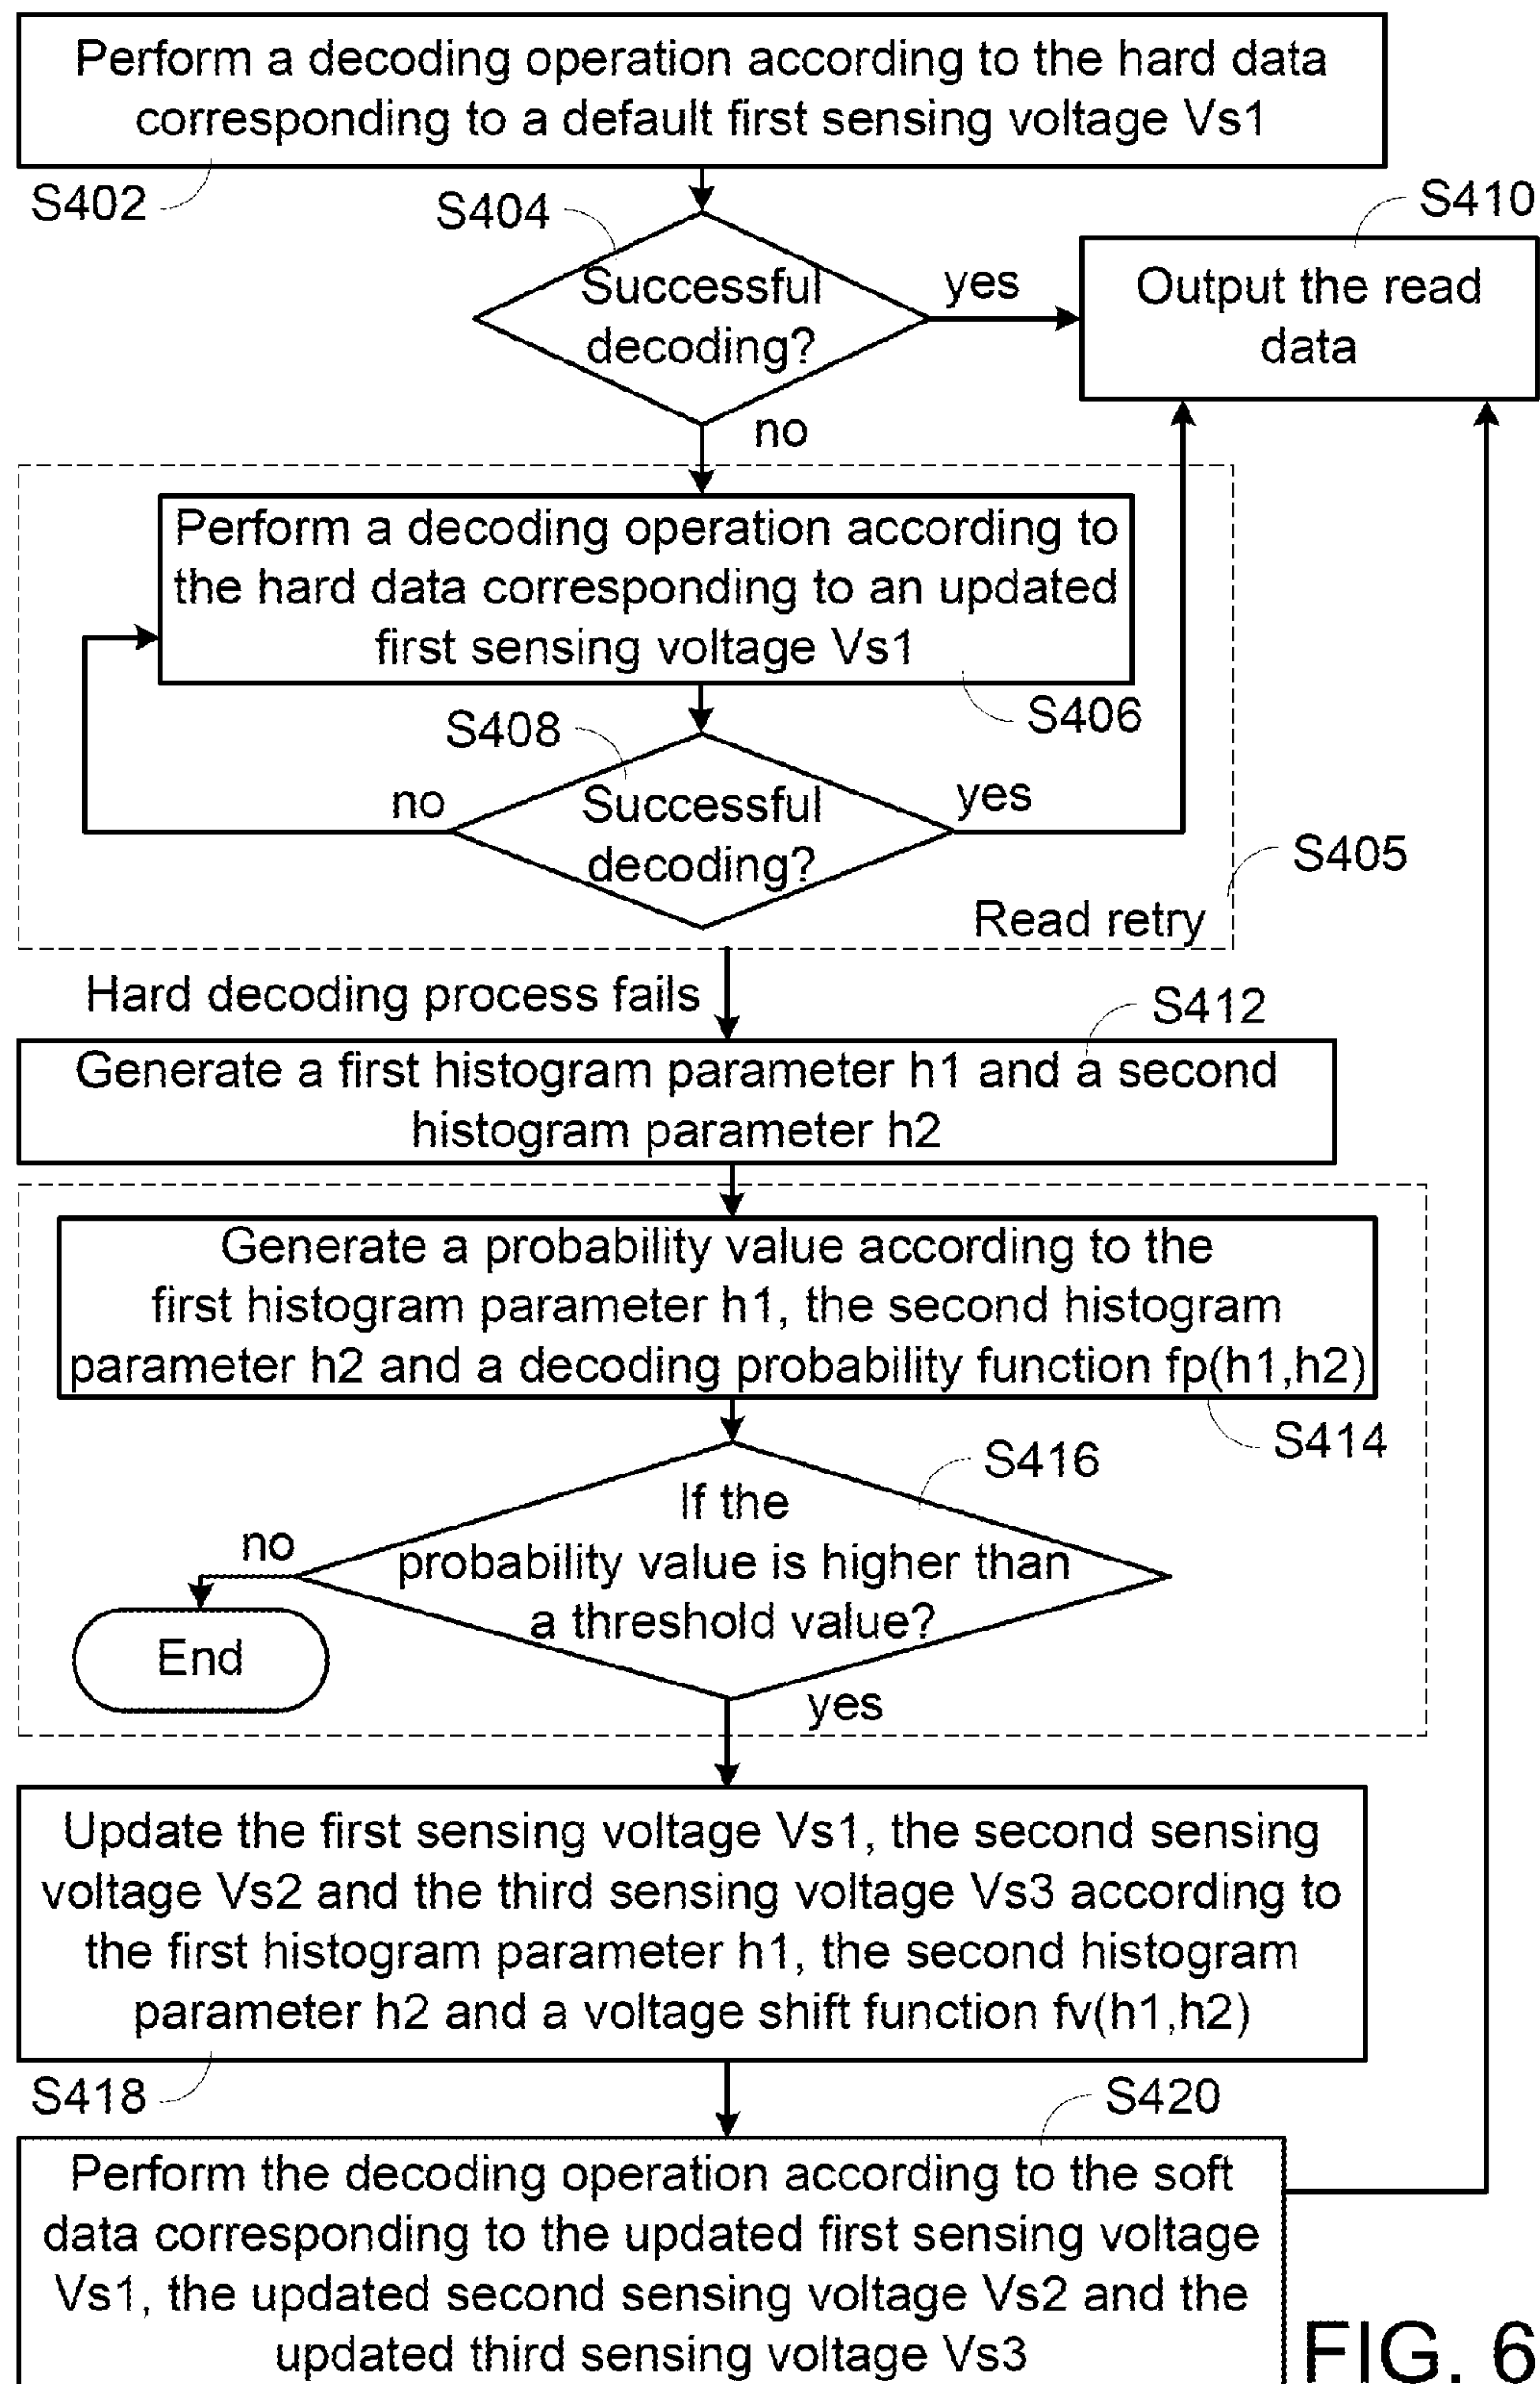 Perform a decoding operation according to the hard data
corresponding to a default first sensing voltage Vs1
S402
S404
S410
Successful
decoding?
yes
Output the read
data
no
Perform a decoding operation according to
the hard data corresponding to an updated
first sensing voltage Vs1
S406
S408
no
Successful
decoding?
yes
S405
Read retry
Hard decoding process fails
S412
Generate a first histogram parameter h1 and a second
histogram parameter h2
Generate a probability value according to the
first histogram parameter h1, the second histogram
parameter h2 and a decoding probability function fp(h1,h2)
S414
S416
If the
probability value is higher than
a threshold value?
no
End
yes
Update the first sensing voltage Vs1, the second sensing
voltage Vs2 and the third sensing voltage Vs3 according to
the first histogram parameter h1, the second histogram
parameter h2 and a voltage shift function fv(h1,h2)
S418
S420
Perform the decoding operation according to the soft
data corresponding to the updated first sensing voltage
Vs1, the updated second sensing voltage Vs2 and the
updated third sensing voltage Vs3
FIG. 6